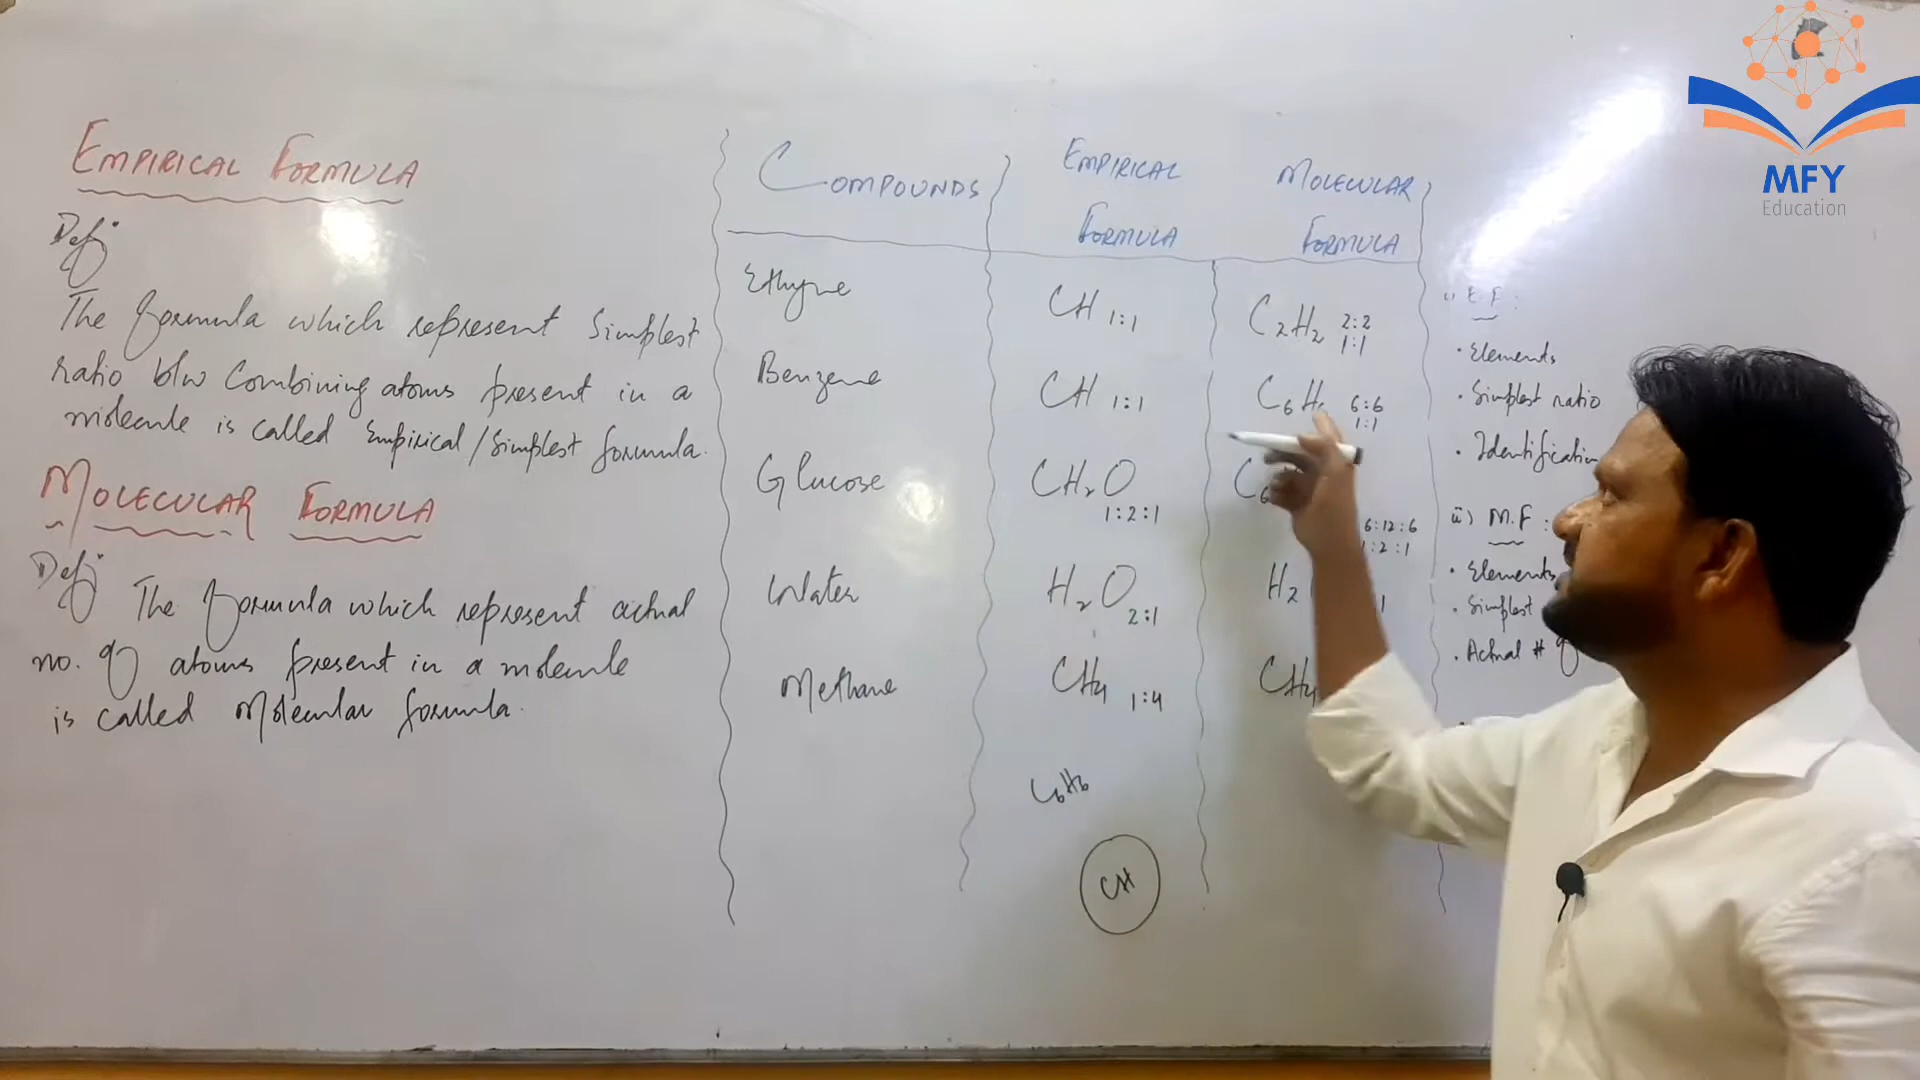 EMPIRICAL FORMULA
Def:
The formula which represent simplest
ratio b/w combining atoms present in a
molecule is called Empirical/Simplest formula.
MOLECULAR FORMULA
Def:
The formula which represent actual
no. of atoms present in a molecule
is called Molecular formula.
COMPOUNDS
EMPIRICAL
FORMULA
MOLECULAR
FORMULA
Ethyne
CH 1:1
C₂H₂ 2:2
1:1
Benzene
CH 1:1
C₆H 6:6
1:1
Glucose
CH₂O
1:2:1
C₆
6:12:6
1:2:1
Water
H₂O 2:1
H₂ 1
Methane
CH₄ 1:4
CH₄
C₆H₆
CH
i) E.F :
· Elements
· Simplest ratio
· Identification
ii) M.F :
· Elements
· Simplest
· Actual # of
MFY
Education